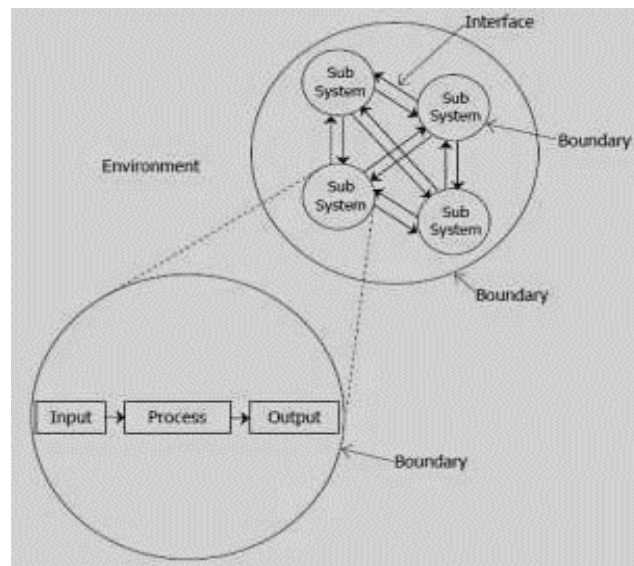 Interface
Sub
System
Sub
System
Boundary
Environment
Sub
System
Sub
System
Boundary
Input
Process
Output
Boundary